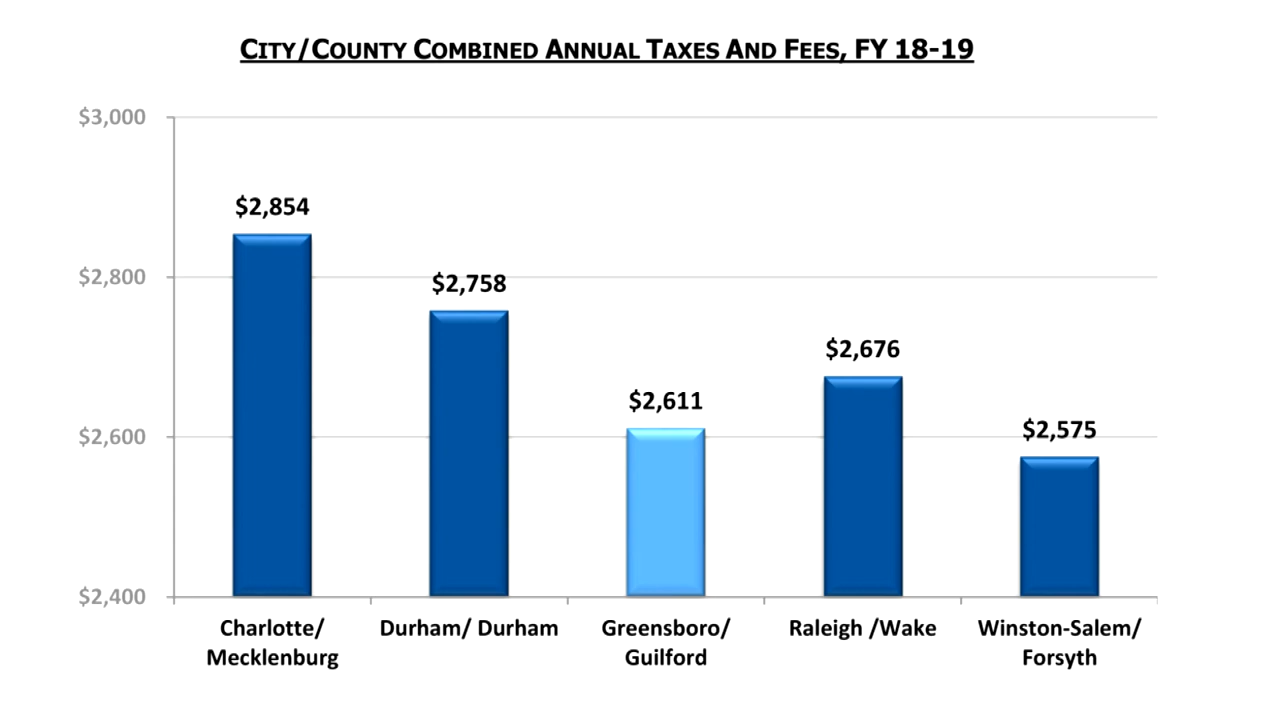 CITY/COUNTY COMBINED ANNUAL TAXES AND FEES, FY 18-19
$3,000
$2,854
$2,800
$2,758
$2,676
$2,611
$2,600
$2,575
$2,400
Charlotte/
Mecklenburg
Durham/ Durham
Greensboro/
Guilford
Raleigh /Wake
Winston-Salem/
Forsyth